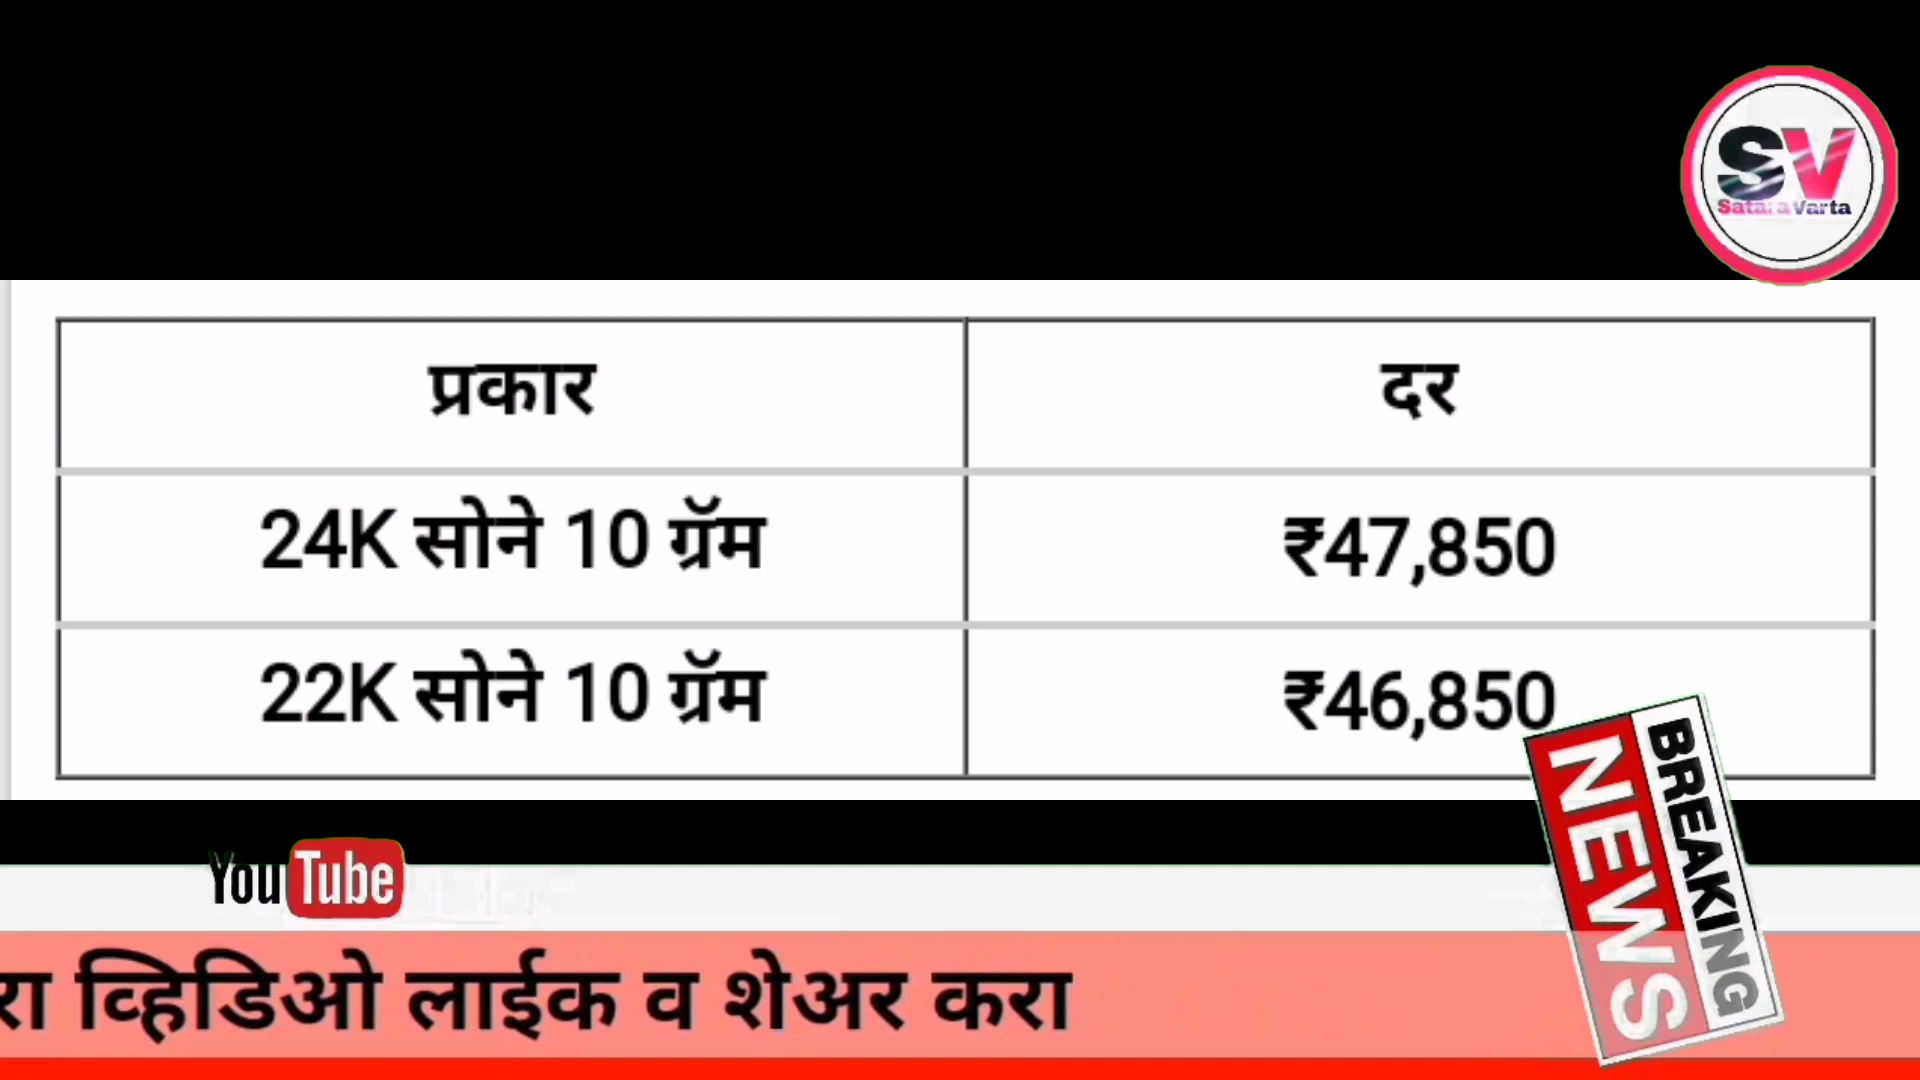 SV
Satara Varta
प्रकार दर
24K सोने 10 ग्रॅम ₹47,850
22K सोने 10 ग्रॅम ₹46,850
BREAKING
NEWS
YouTube
रा व्हिडिओ लाईक व शेअर करा